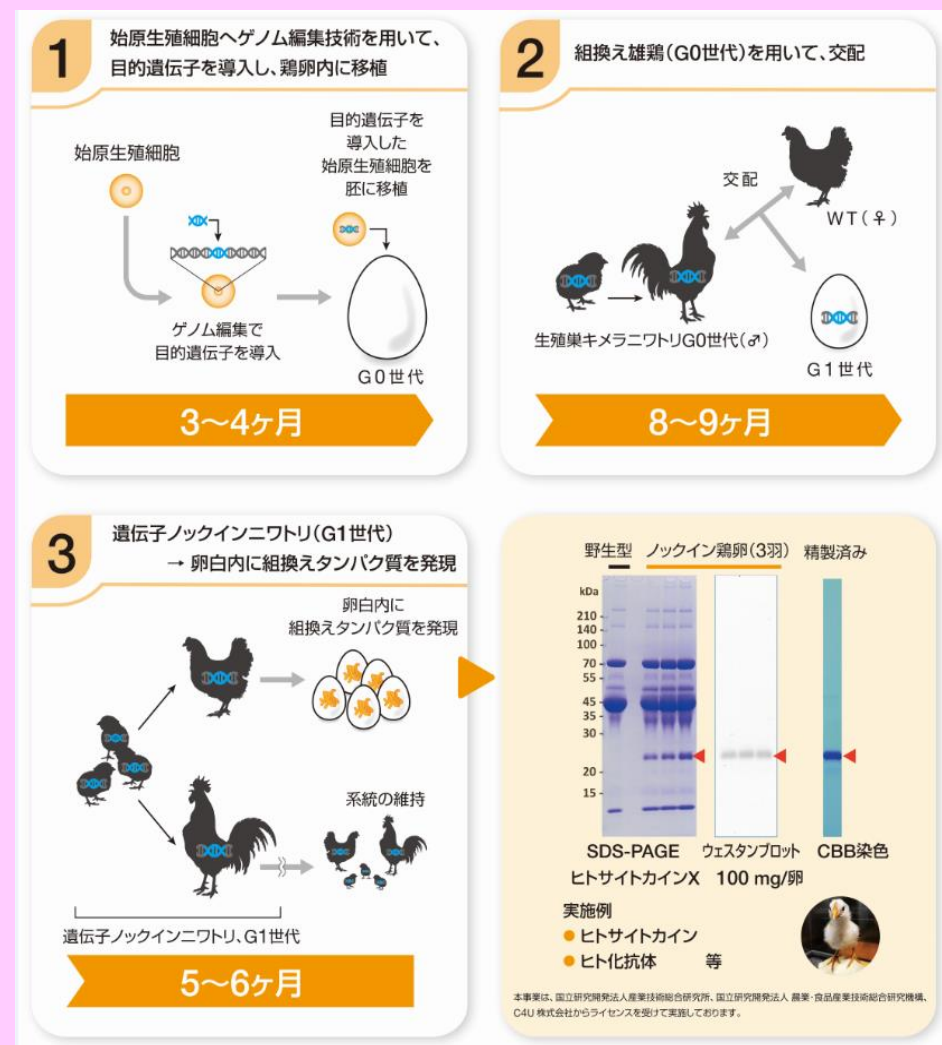 1
始原生殖細胞へゲノム編集技術を用いて、
目的遺伝子を導入し、鶏卵内に移植
始原生殖細胞
目的遺伝子を
導入した
始原生殖細胞を
胚に移植
ゲノム編集で
目的遺伝子を導入
G0世代
3〜4ヶ月
2
組換え雄鶏(G0世代)を用いて、交配
交配
WT(♀)
生殖巣キメラニワトリG0世代(♂)
G1世代
8〜9ヶ月
3
遺伝子ノックインニワトリ(G1世代)
→ 卵白内に組換えタンパク質を発現
卵白内に
組換えタンパク質を発現
系統の維持
遺伝子ノックインニワトリ、G1世代
5〜6ヶ月
野生型 ノックイン鶏卵(3羽) 精製済み
kDa
210
140
100
70
55
45
35
30
20
15
SDS-PAGE ウェスタンブロット CBB染色
ヒトサイトカインX 100 mg/卵
実施例
● ヒトサイトカイン
● ヒト化抗体 等
本事業は、国立研究開発法人産業技術総合研究所、国立研究開発法人 農業・食品産業技術総合研究機構、
C4U 株式会社からライセンスを受けて実施しております。